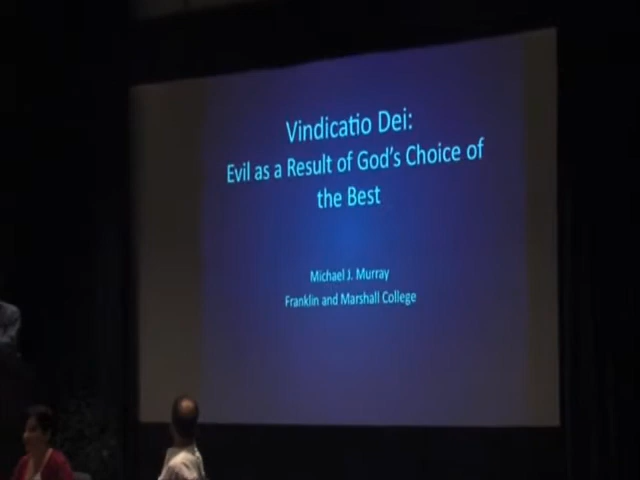 Vindicatio Dei:
Evil as a Result of God's Choice of
the Best
Michael J. Murray
Franklin and Marshall College